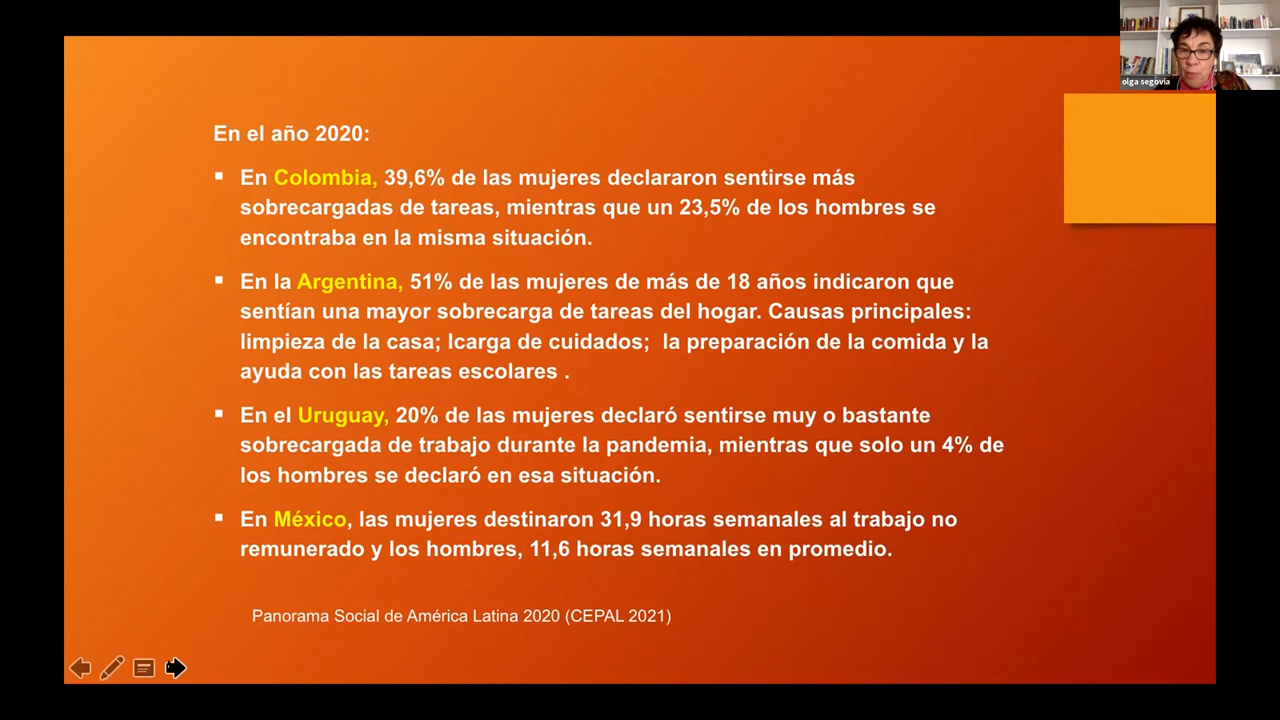 olga segovia
En el año 2020:
▪ En Colombia, 39,6% de las mujeres declararon sentirse más
sobrecargadas de tareas, mientras que un 23,5% de los hombres se
encontraba en la misma situación.
▪ En la Argentina, 51% de las mujeres de más de 18 años indicaron que
sentían una mayor sobrecarga de tareas del hogar. Causas principales:
limpieza de la casa; lcarga de cuidados;  la preparación de la comida y la
ayuda con las tareas escolares .
▪ En el Uruguay, 20% de las mujeres declaró sentirse muy o bastante
sobrecargada de trabajo durante la pandemia, mientras que solo un 4% de
los hombres se declaró en esa situación.
▪ En México, las mujeres destinaron 31,9 horas semanales al trabajo no
remunerado y los hombres, 11,6 horas semanales en promedio.
Panorama Social de América Latina 2020 (CEPAL 2021)